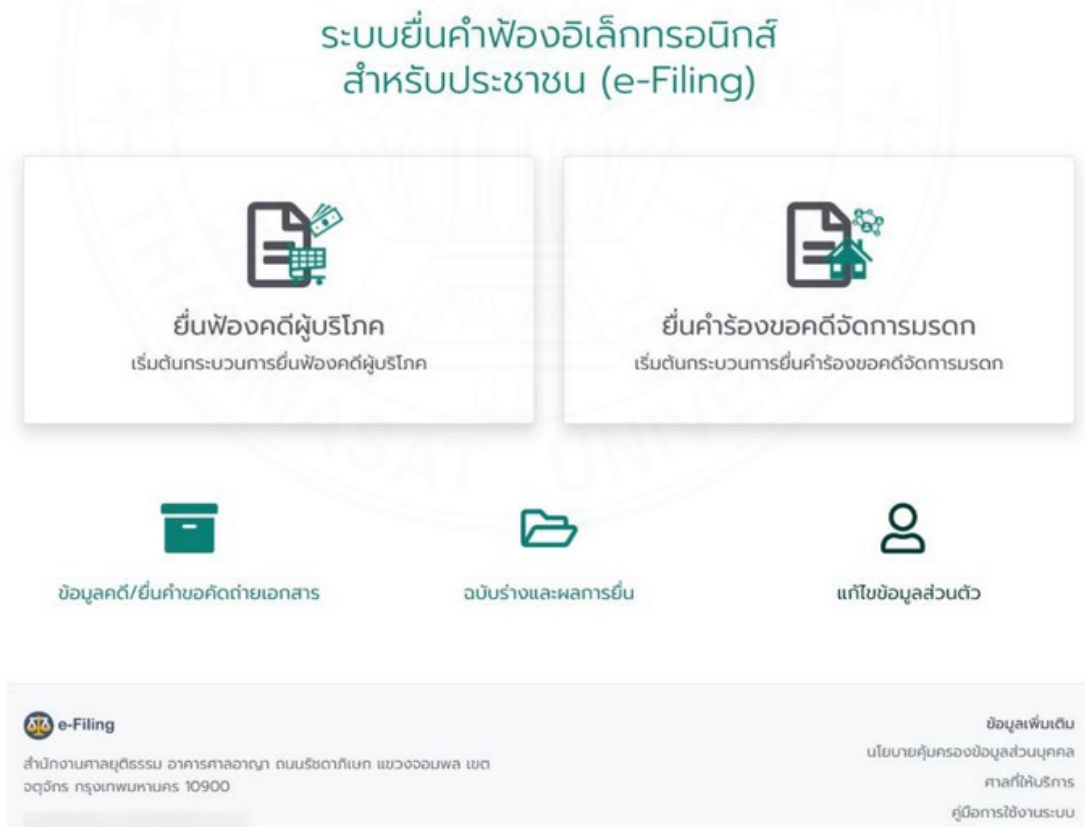 ระบบยื่นคำฟ้องอิเล็กทรอนิกส์
สำหรับประชาชน (e-Filing)
ยื่นฟ้องคดีผู้บริโภค
เริ่มต้นกระบวนการยื่นฟ้องคดีผู้บริโภค
ยื่นคำร้องขอคดีจัดการมรดก
เริ่มต้นกระบวนการยื่นคำร้องขอคดีจัดการมรดก
THAMMASAT UNIVER
ข้อมูลคดี/ยื่นคำขอคัดถ่ายเอกสาร
ฉบับร่างและผลการยื่น
แก้ไขข้อมูลส่วนตัว
e-Filing
สำนักงานศาลยุติธรรม อาคารศาลอาญา ถนนรัชดาภิเษก แขวงจอมพล เขต
จตุจักร กรุงเทพมหานคร 10900
ข้อมูลเพิ่มเติม
นโยบายคุ้มครองข้อมูลส่วนบุคคล
ศาลที่ให้บริการ
คู่มือการใช้งานระบบ